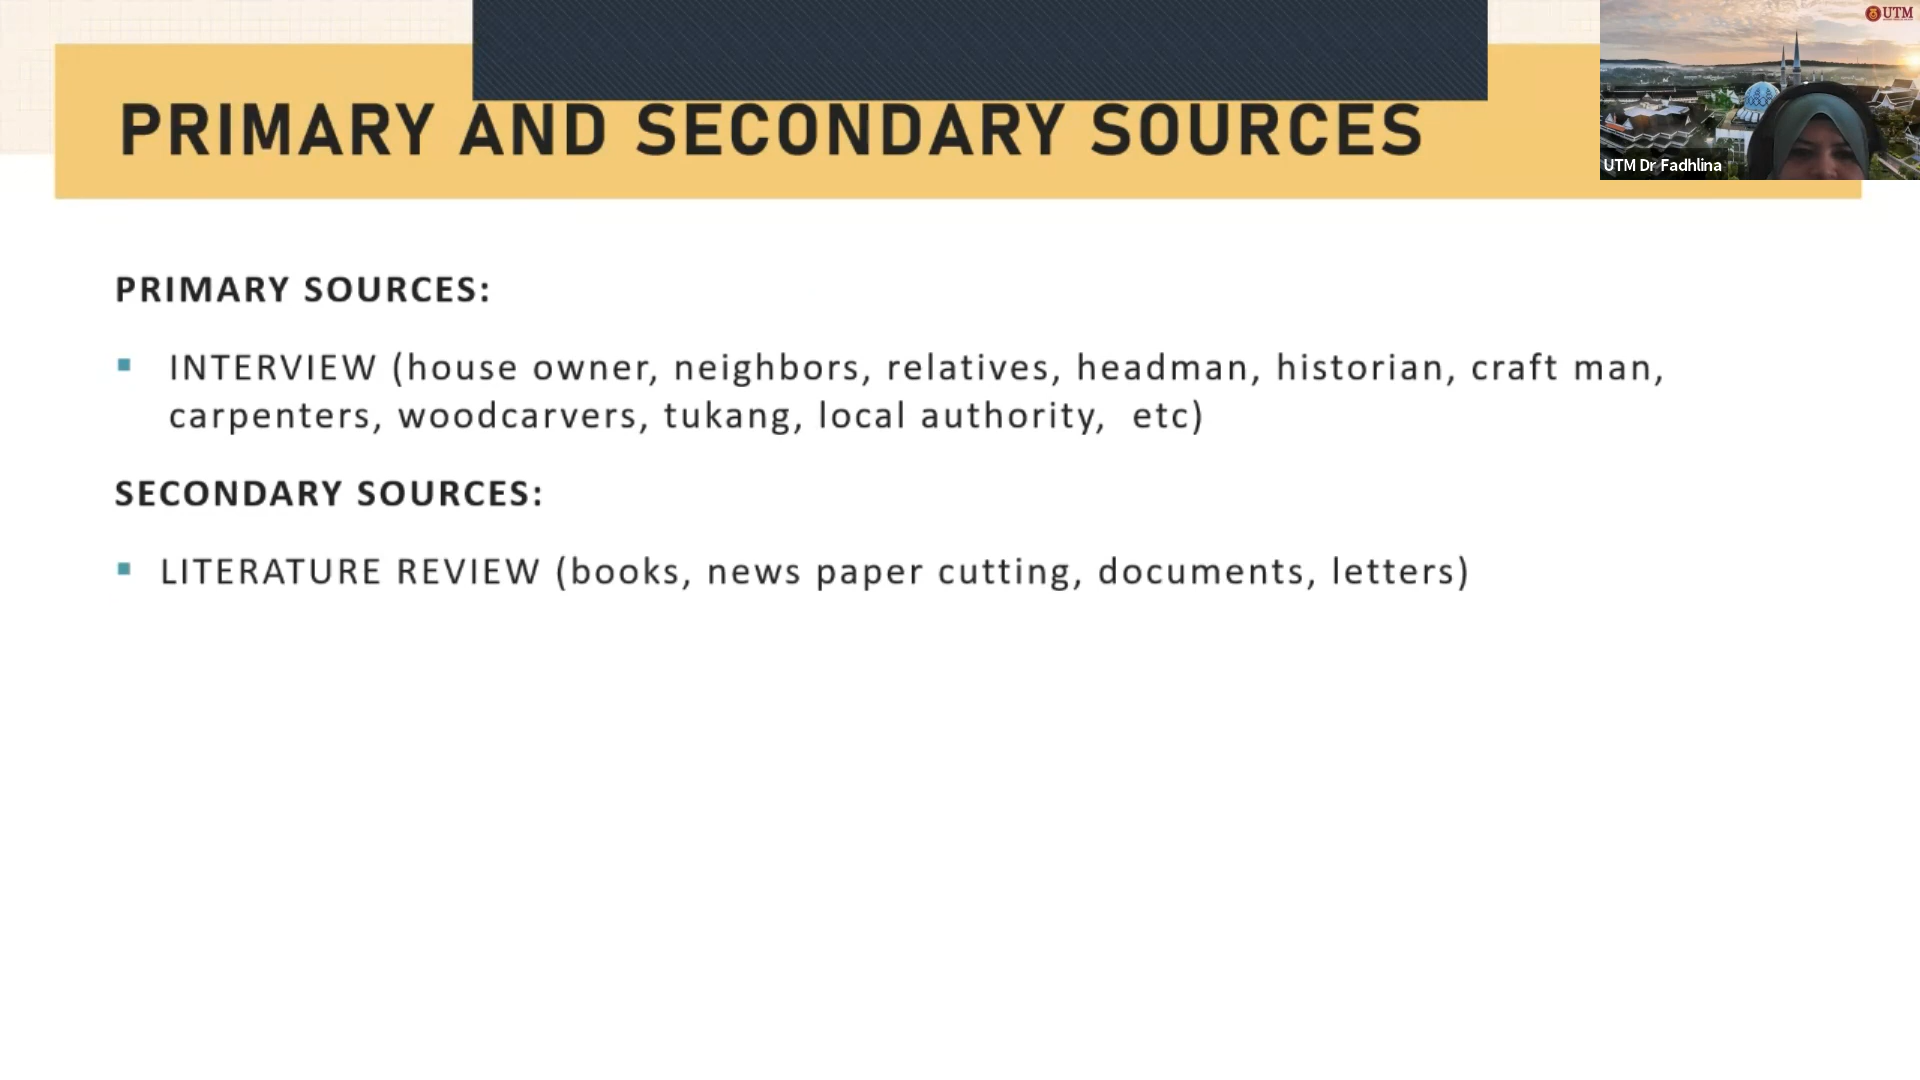 PRIMARY AND SECONDARY SOURCES
UTM
UTM Dr Fadhlina
PRIMARY SOURCES:
▪ INTERVIEW (house owner, neighbors, relatives, headman, historian, craft man,
carpenters, woodcarvers, tukang, local authority,  etc)
SECONDARY SOURCES:
▪ LITERATURE REVIEW (books, news paper cutting, documents, letters)